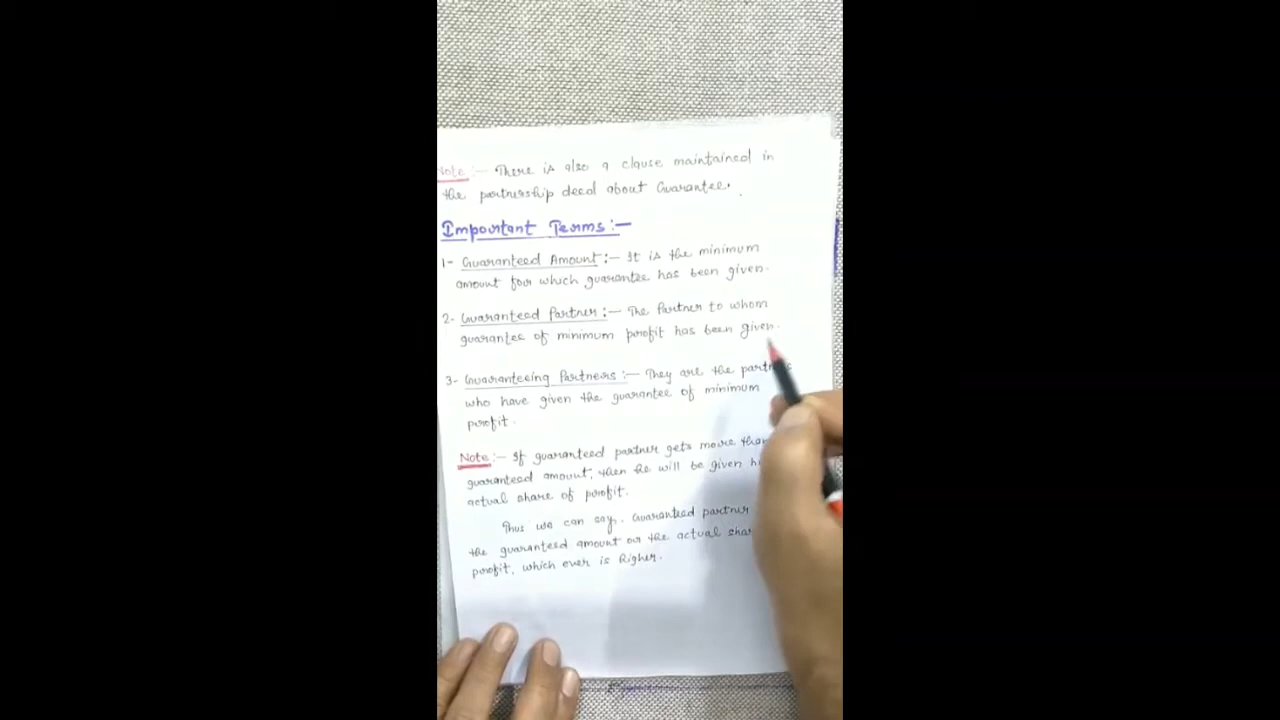 Note :- There is also a clause maintained in
the partnership deed about Guarantee.
Important Terms :-
1- Guaranteed Amount :- It is the minimum
amount for which guarantee has been given.
2- Guaranteed Partner :- The Partner to whom
guarantee of minimum profit has been given.
3- Guaranteeing Partners :- They are the partners
who have given the guarantee of minimum
profit.
Note :- If guaranteed partner gets more than
guaranteed amount, then he will be given
actual share of profit.
Thus we can say, Guaranteed partner
the guaranteed amount or the actual
profit, which ever is higher.